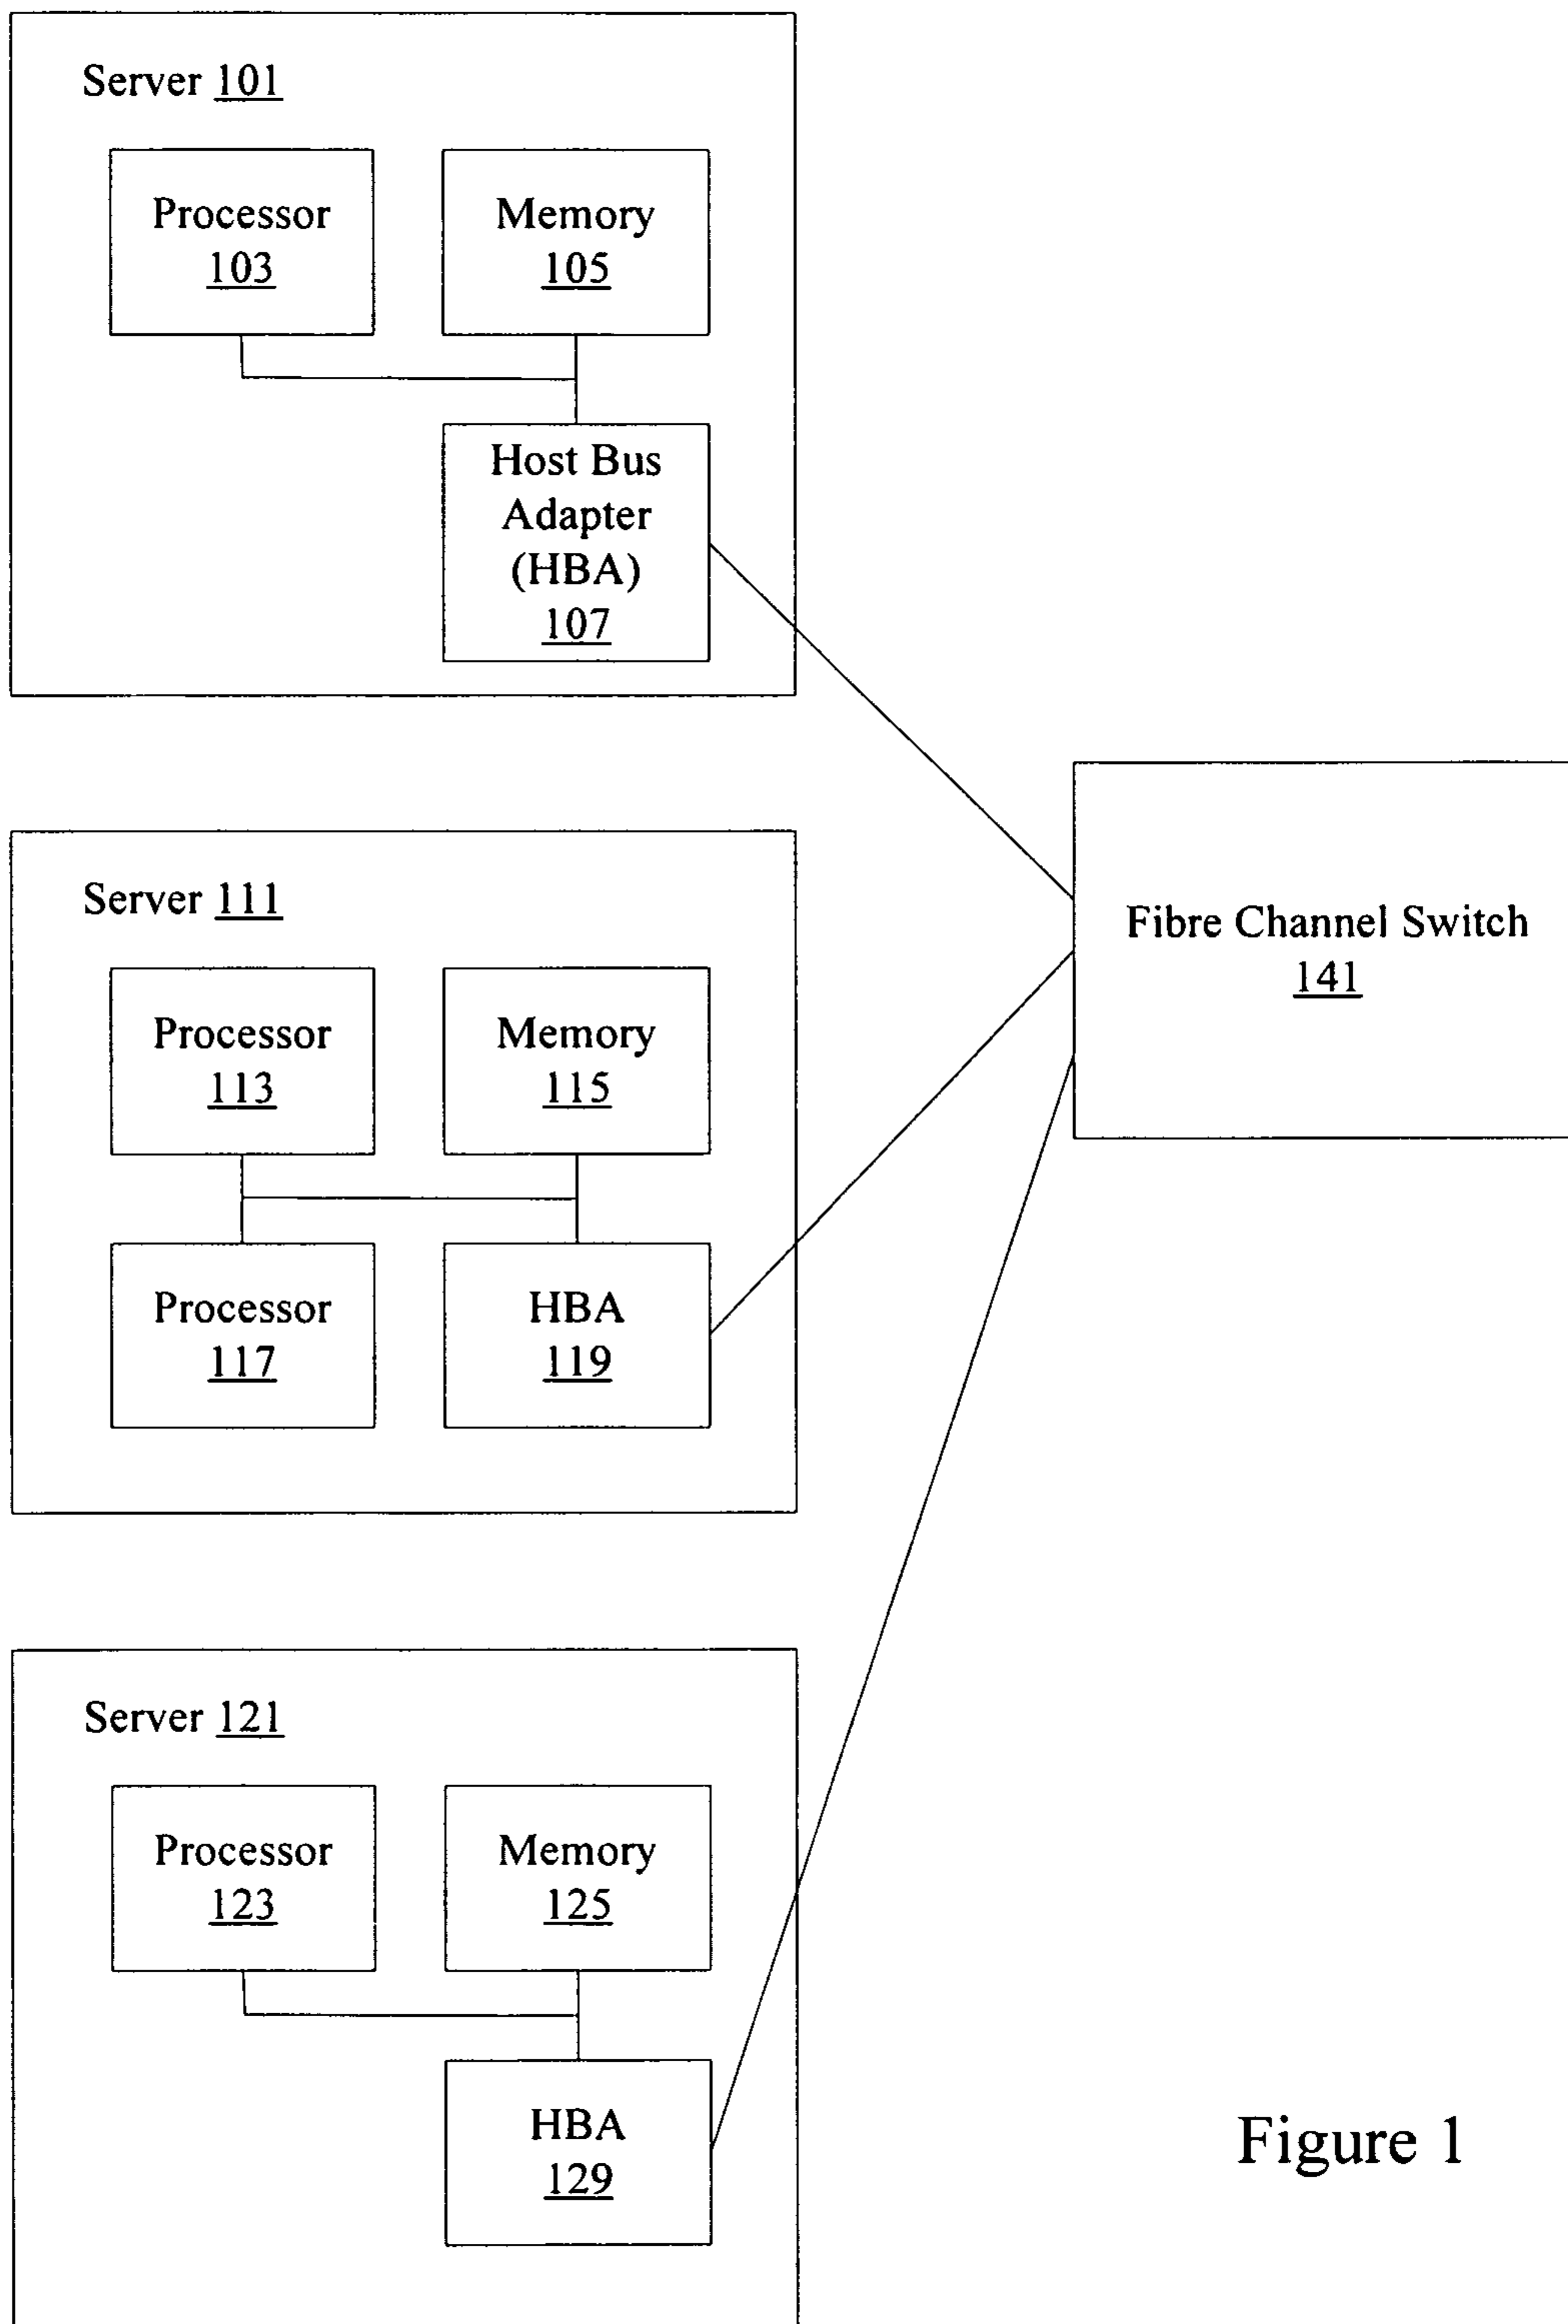 Server 101
Processor
103
Memory
105
Host Bus
Adapter
(HBA)
107
Server 111
Processor
113
Memory
115
Processor
117
HBA
119
Fibre Channel Switch
141
Server 121
Processor
123
Memory
125
HBA
129
Figure 1